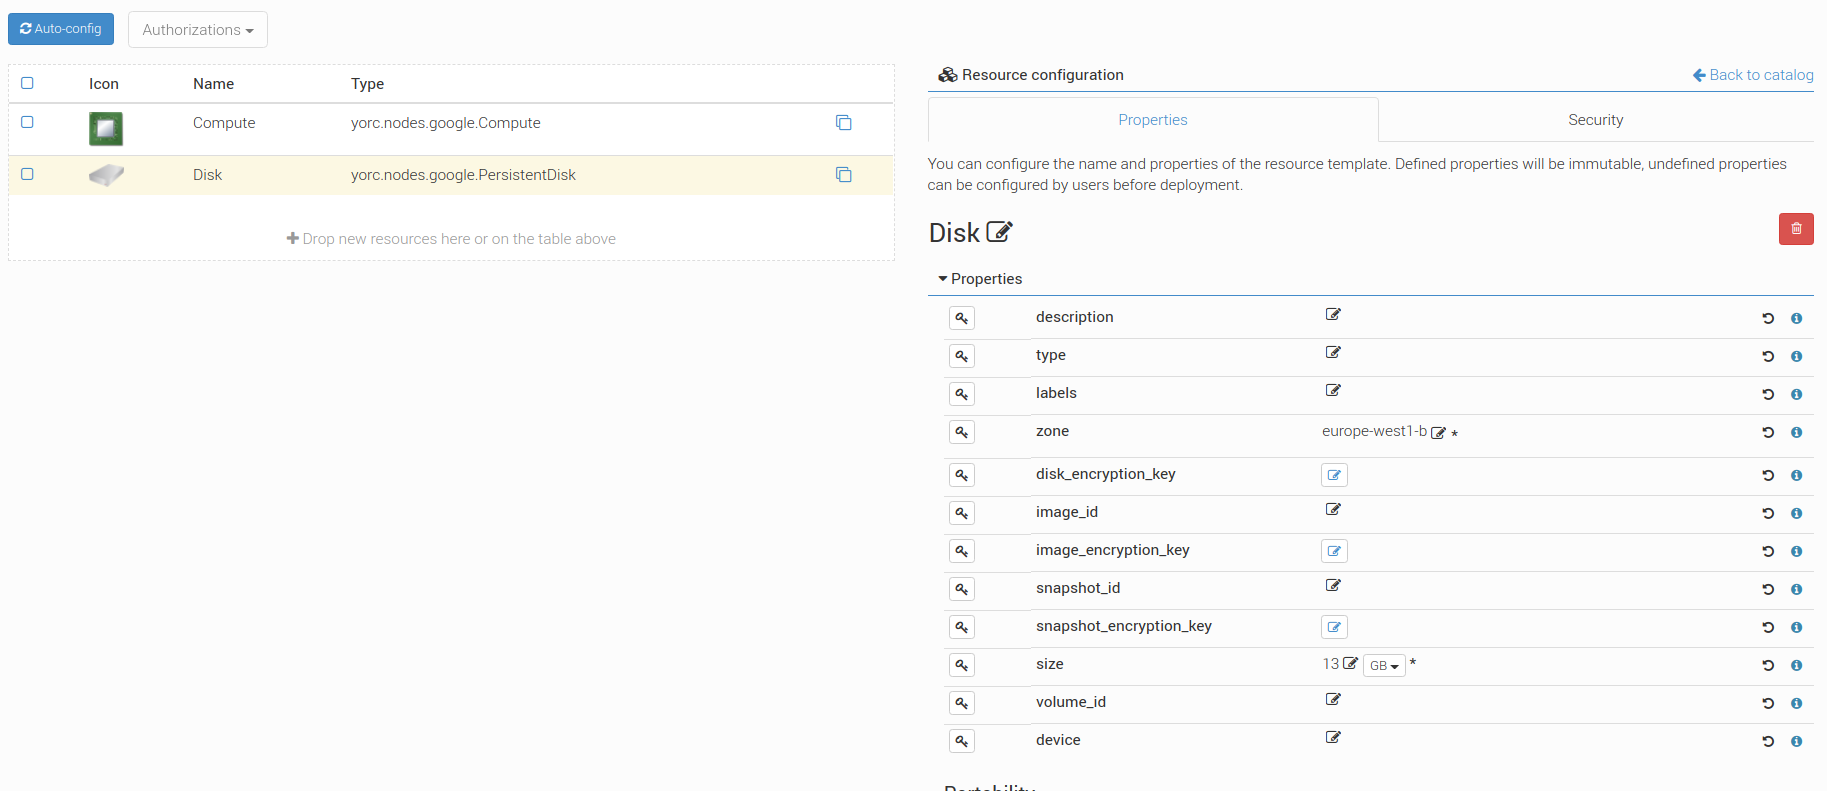 Auto-config
Authorizations
Icon Name Type
Compute yorc.nodes.google.Compute
Disk yorc.nodes.google.PersistentDisk
Drop new resources here or on the table above
Resource configuration
Back to catalog
Properties Security
You can configure the name and properties of the resource template. Defined properties will be immutable, undefined properties
can be configured by users before deployment.
Disk
Properties
description
type
labels
zone europe-west1-b *
disk_encryption_key
image_id
image_encryption_key
snapshot_id
snapshot_encryption_key
size 13 GB *
volume_id
device
Portability